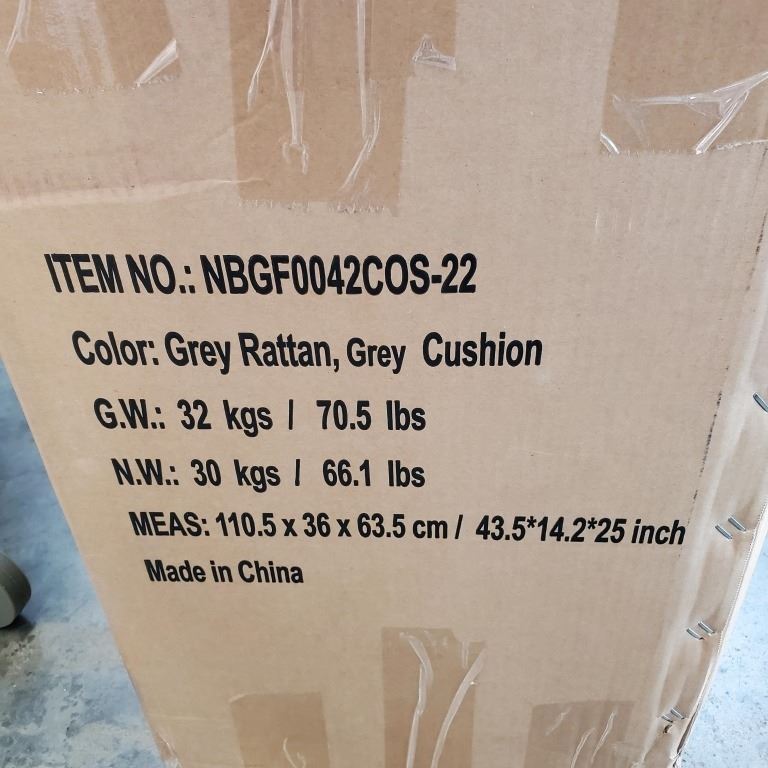 ITEM NO.: NBGF0042COS-22
Color: Grey Rattan, Grey Cushion
G.W.: 32 kgs / 70.5 lbs
N.W.: 30 kgs / 66.1 lbs
MEAS: 110.5 x 36 x 63.5 cm / 43.5*14.2*25 inch
Made in China